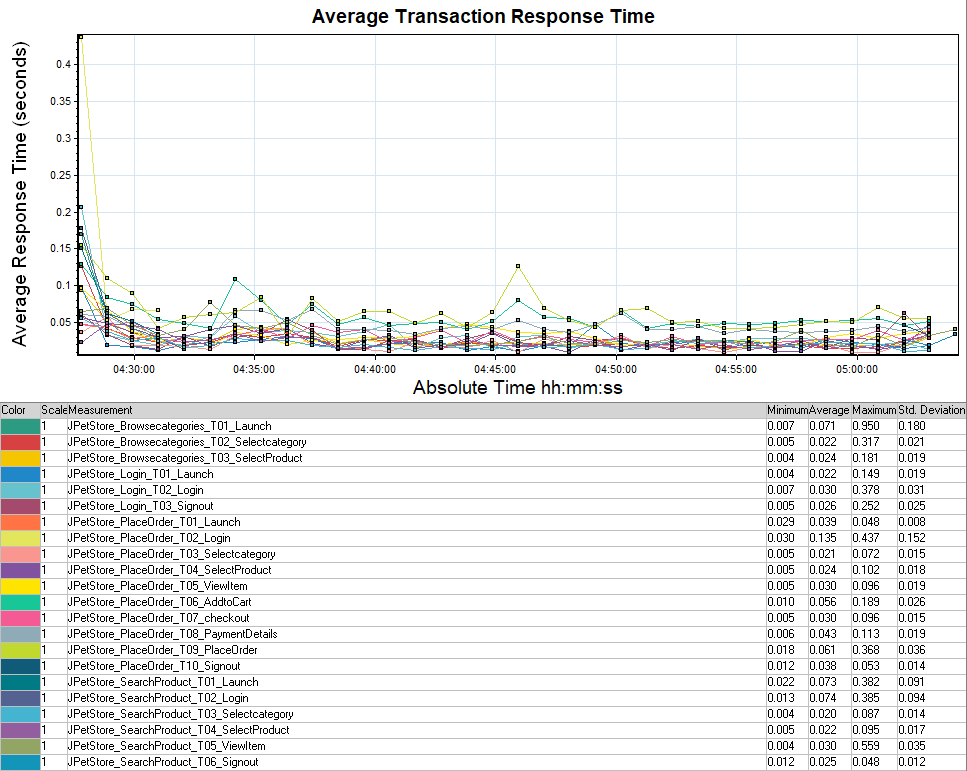 Average Transaction Response Time
Average Response Time (seconds)
0.4
0.35
0.3
0.25
0.2
0.15
0.1
0.05
04:30:00 04:35:00 04:40:00 04:45:00 04:50:00 04:55:00 05:00:00
Absolute Time hh:mm:ss
Color Scale Measurement Minimum Average Maximum Std. Deviation
1 JPetStore_Browsecategories_T01_Launch 0.007 0.071 0.950 0.180
1 JPetStore_Browsecategories_T02_Selectcategory 0.005 0.022 0.317 0.021
1 JPetStore_Browsecategories_T03_SelectProduct 0.004 0.024 0.181 0.019
1 JPetStore_Login_T01_Launch 0.004 0.022 0.149 0.019
1 JPetStore_Login_T02_Login 0.007 0.030 0.378 0.031
1 JPetStore_Login_T03_Signout 0.005 0.026 0.252 0.025
1 JPetStore_PlaceOrder_T01_Launch 0.029 0.039 0.048 0.008
1 JPetStore_PlaceOrder_T02_Login 0.030 0.135 0.437 0.152
1 JPetStore_PlaceOrder_T03_Selectcategory 0.005 0.021 0.072 0.015
1 JPetStore_PlaceOrder_T04_SelectProduct 0.005 0.024 0.102 0.018
1 JPetStore_PlaceOrder_T05_ViewItem 0.005 0.030 0.096 0.019
1 JPetStore_PlaceOrder_T06_AddtoCart 0.010 0.056 0.189 0.026
1 JPetStore_PlaceOrder_T07_checkout 0.005 0.030 0.096 0.015
1 JPetStore_PlaceOrder_T08_PaymentDetails 0.006 0.043 0.113 0.019
1 JPetStore_PlaceOrder_T09_PlaceOrder 0.018 0.061 0.368 0.036
1 JPetStore_PlaceOrder_T10_Signout 0.012 0.038 0.053 0.014
1 JPetStore_SearchProduct_T01_Launch 0.022 0.073 0.382 0.091
1 JPetStore_SearchProduct_T02_Login 0.013 0.074 0.385 0.094
1 JPetStore_SearchProduct_T03_Selectcategory 0.004 0.020 0.087 0.014
1 JPetStore_SearchProduct_T04_SelectProduct 0.005 0.022 0.095 0.017
1 JPetStore_SearchProduct_T05_ViewItem 0.004 0.030 0.559 0.035
1 JPetStore_SearchProduct_T06_Signout 0.012 0.025 0.048 0.012